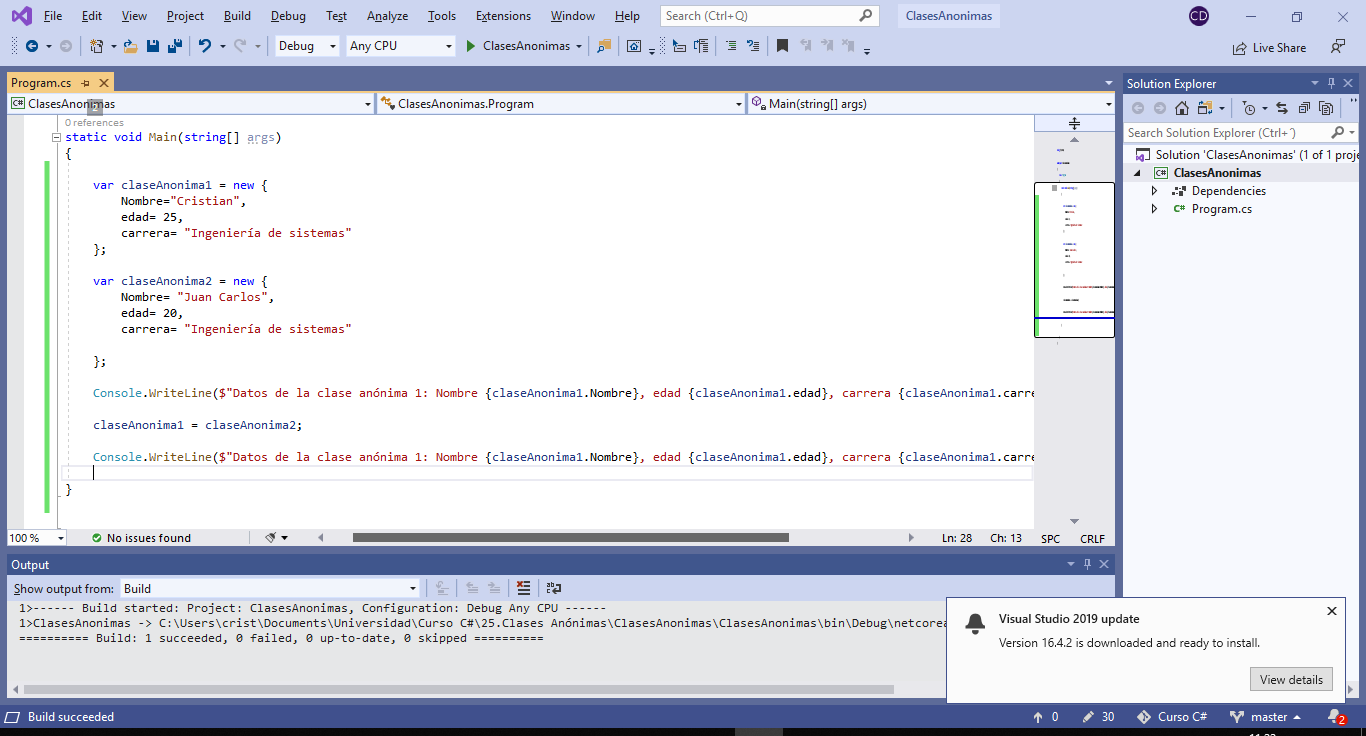 File Edit View Project Build Debug Test Analyze Tools Extensions Window Help Search (Ctrl+Q) ClasesAnonimas CD
Debug Any CPU ClasesAnonimas Live Share
Program.cs
ClasesAnonimas ClasesAnonimas.Program Main(string[] args)
0 references
static void Main(string[] args)
{
var claseAnonima1 = new {
Nombre="Cristian",
edad= 25,
carrera= "Ingeniería de sistemas"
};
var claseAnonima2 = new {
Nombre= "Juan Carlos",
edad= 20,
carrera= "Ingeniería de sistemas"
};
Console.WriteLine($"Datos de la clase anónima 1: Nombre {claseAnonima1.Nombre}, edad {claseAnonima1.edad}, carrera {claseAnonima1.carre
claseAnonima1 = claseAnonima2;
Console.WriteLine($"Datos de la clase anónima 1: Nombre {claseAnonima1.Nombre}, edad {claseAnonima1.edad}, carrera {claseAnonima1.carre
}
100 % No issues found Ln: 28 Ch: 13 SPC CRLF
Solution Explorer
Search Solution Explorer (Ctrl+´)
Solution 'ClasesAnonimas' (1 of 1 proje
C# ClasesAnonimas
Dependencies
C# Program.cs
Output
Show output from: Build
1>------ Build started: Project: ClasesAnonimas, Configuration: Debug Any CPU ------
1>ClasesAnonimas -> C:\Users\crist\Documents\Universidad\Curso C#\25.Clases Anónimas\ClasesAnonimas\ClasesAnonimas\bin\Debug\netcorea
========== Build: 1 succeeded, 0 failed, 0 up-to-date, 0 skipped ==========
Visual Studio 2019 update
Version 16.4.2 is downloaded and ready to install.
View details
Build succeeded 0 30 Curso C# master 2